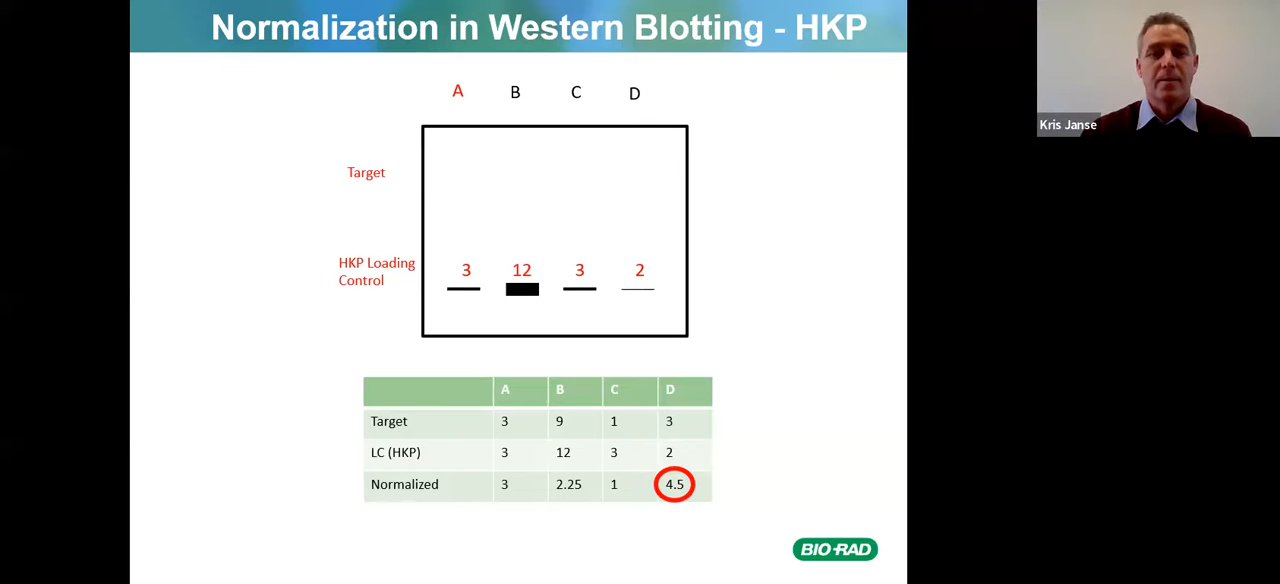 Normalization in Western Blotting - HKP
Kris Janse
A B C D
Target
HKP Loading
Control
3 12 3 2
A B C D
Target 3 9 1 3
LC (HKP) 3 12 3 2
Normalized 3 2.25 1 4.5
BIO-RAD